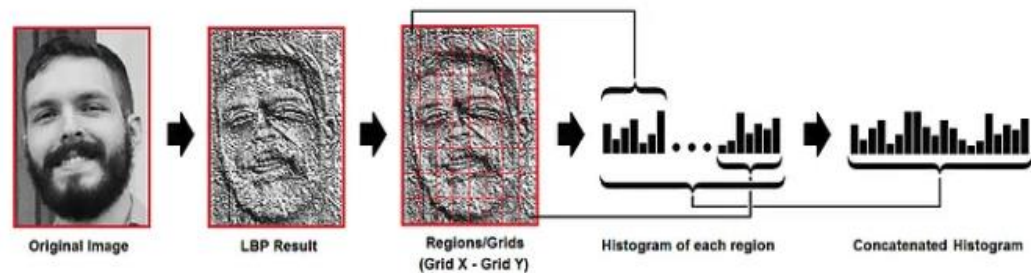 Original Image
LBP Result
Regions/Grids
(Grid X - Grid Y)
Histogram of each region
Concatenated Histogram